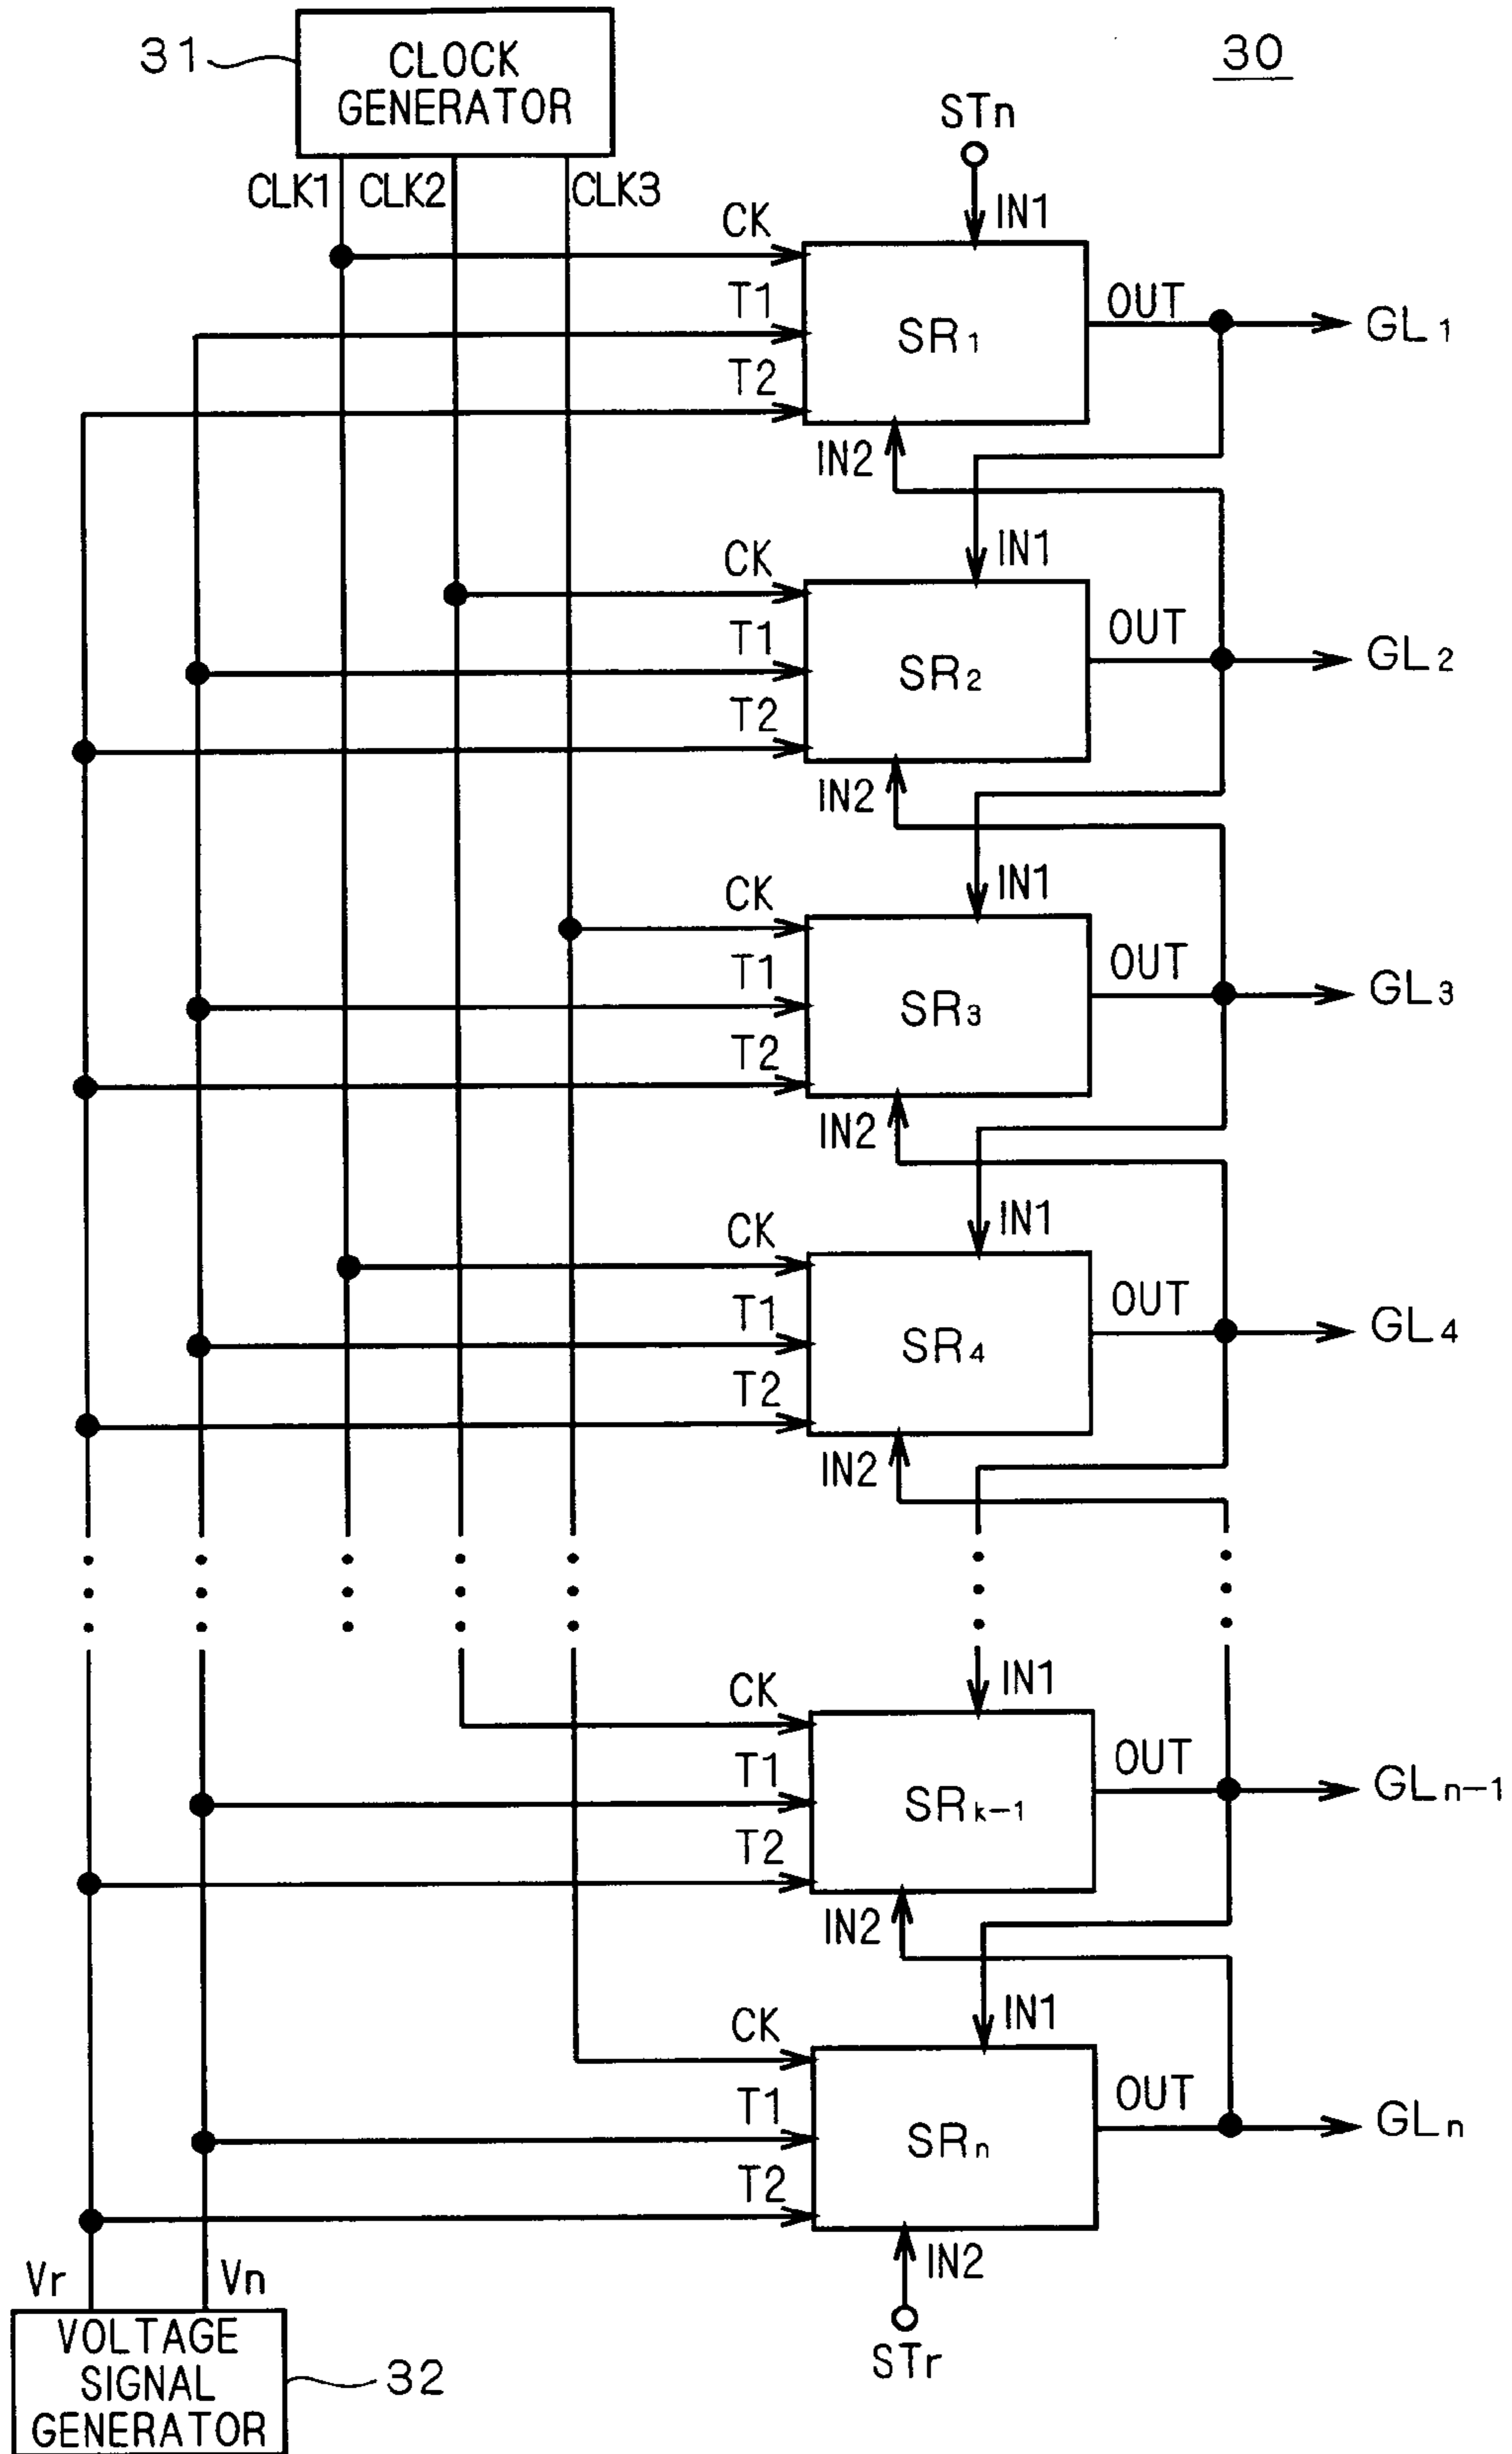 31
CLOCK
GENERATOR
30
STn
CLK1
CLK2
CLK3
CK
IN1
T1
SR1
OUT
GL1
T2
IN2
IN1
CK
T1
SR2
OUT
GL2
T2
IN2
IN1
CK
T1
SR3
OUT
GL3
T2
IN2
IN1
CK
T1
SR4
OUT
GL4
T2
IN2
IN1
CK
T1
SRk-1
OUT
GLn-1
T2
IN2
IN1
CK
T1
SRn
OUT
GLn
T2
IN2
Vr
Vn
STr
VOLTAGE
SIGNAL
GENERATOR
32